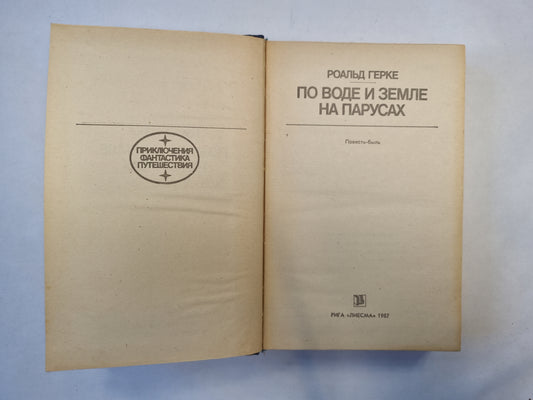 ПРИКЛЮЧЕНИЯ
ФАНТАСТИКА
ПУТЕШЕСТВИЯ
РОАЛЬД ГЕРКЕ
ПО ВОДЕ И ЗЕМЛЕ
НА ПАРУСАХ
Повесть-быль
РИГА «ЛИЕСМА» 1987